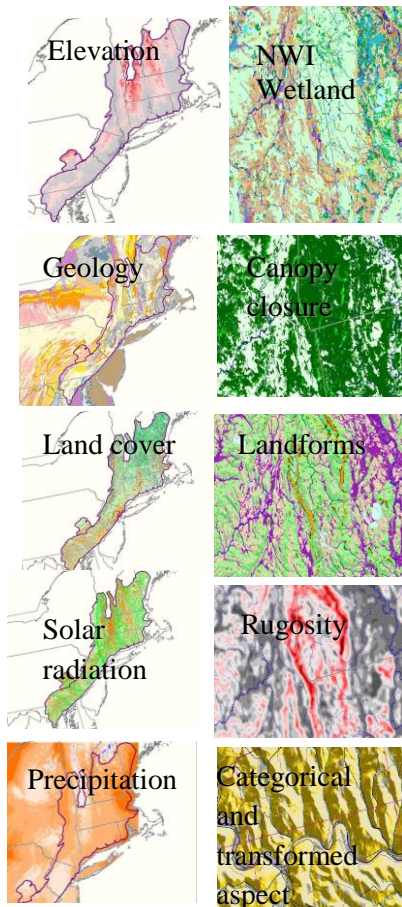 Elevation
NWI
Wetland
Geology
Canopy
closure
Land cover
Landforms
Solar
radiation
Rugosity
Precipitation
Categorical
and
transformed
aspect